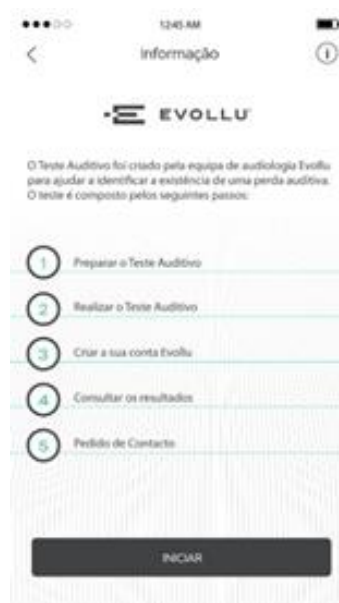 12:45 AM
Informação
EVOLLU
O Teste Auditivo foi criado pela equipa de audiologia Evollu
para ajudar a identificar a existência de uma perda auditiva.
O teste é composto pelos seguintes passos:
1 Preparar o Teste Auditivo
2 Realizar o Teste Auditivo
3 Criar a sua conta Evollu
4 Consultar os resultados
5 Pedido de Contacto
INICIAR